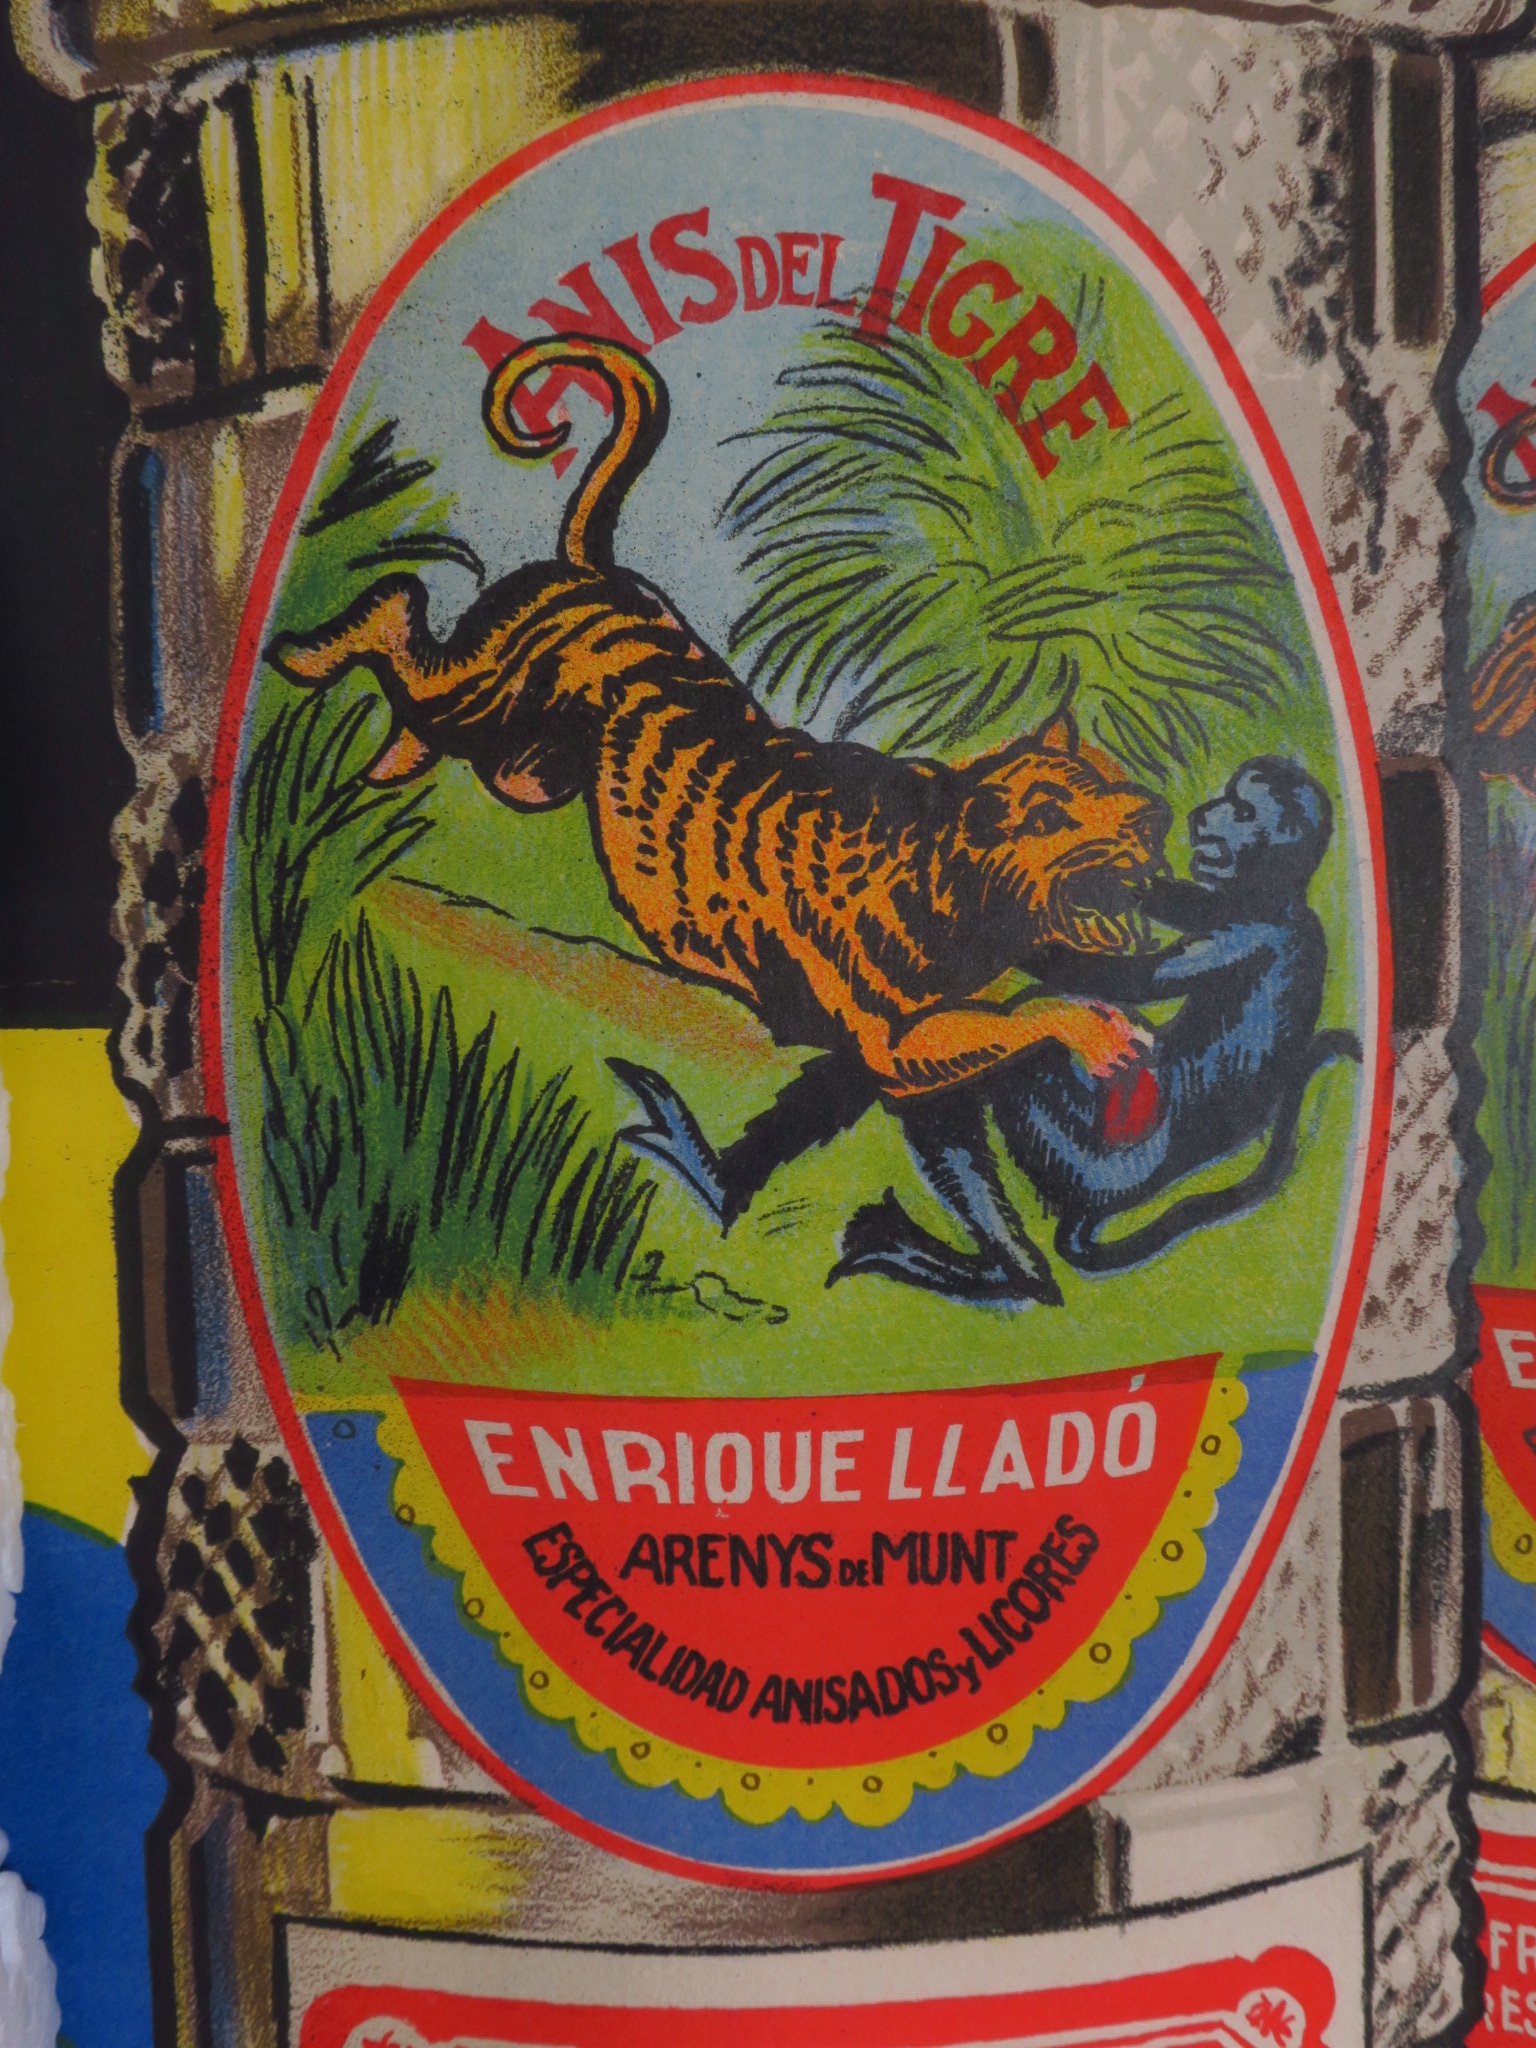 ANIS DEL TIGRE
ENRIQUE LLADÓ
ARENYS DE MUNT
ESPECIALIDAD ANISADOS y LICORES